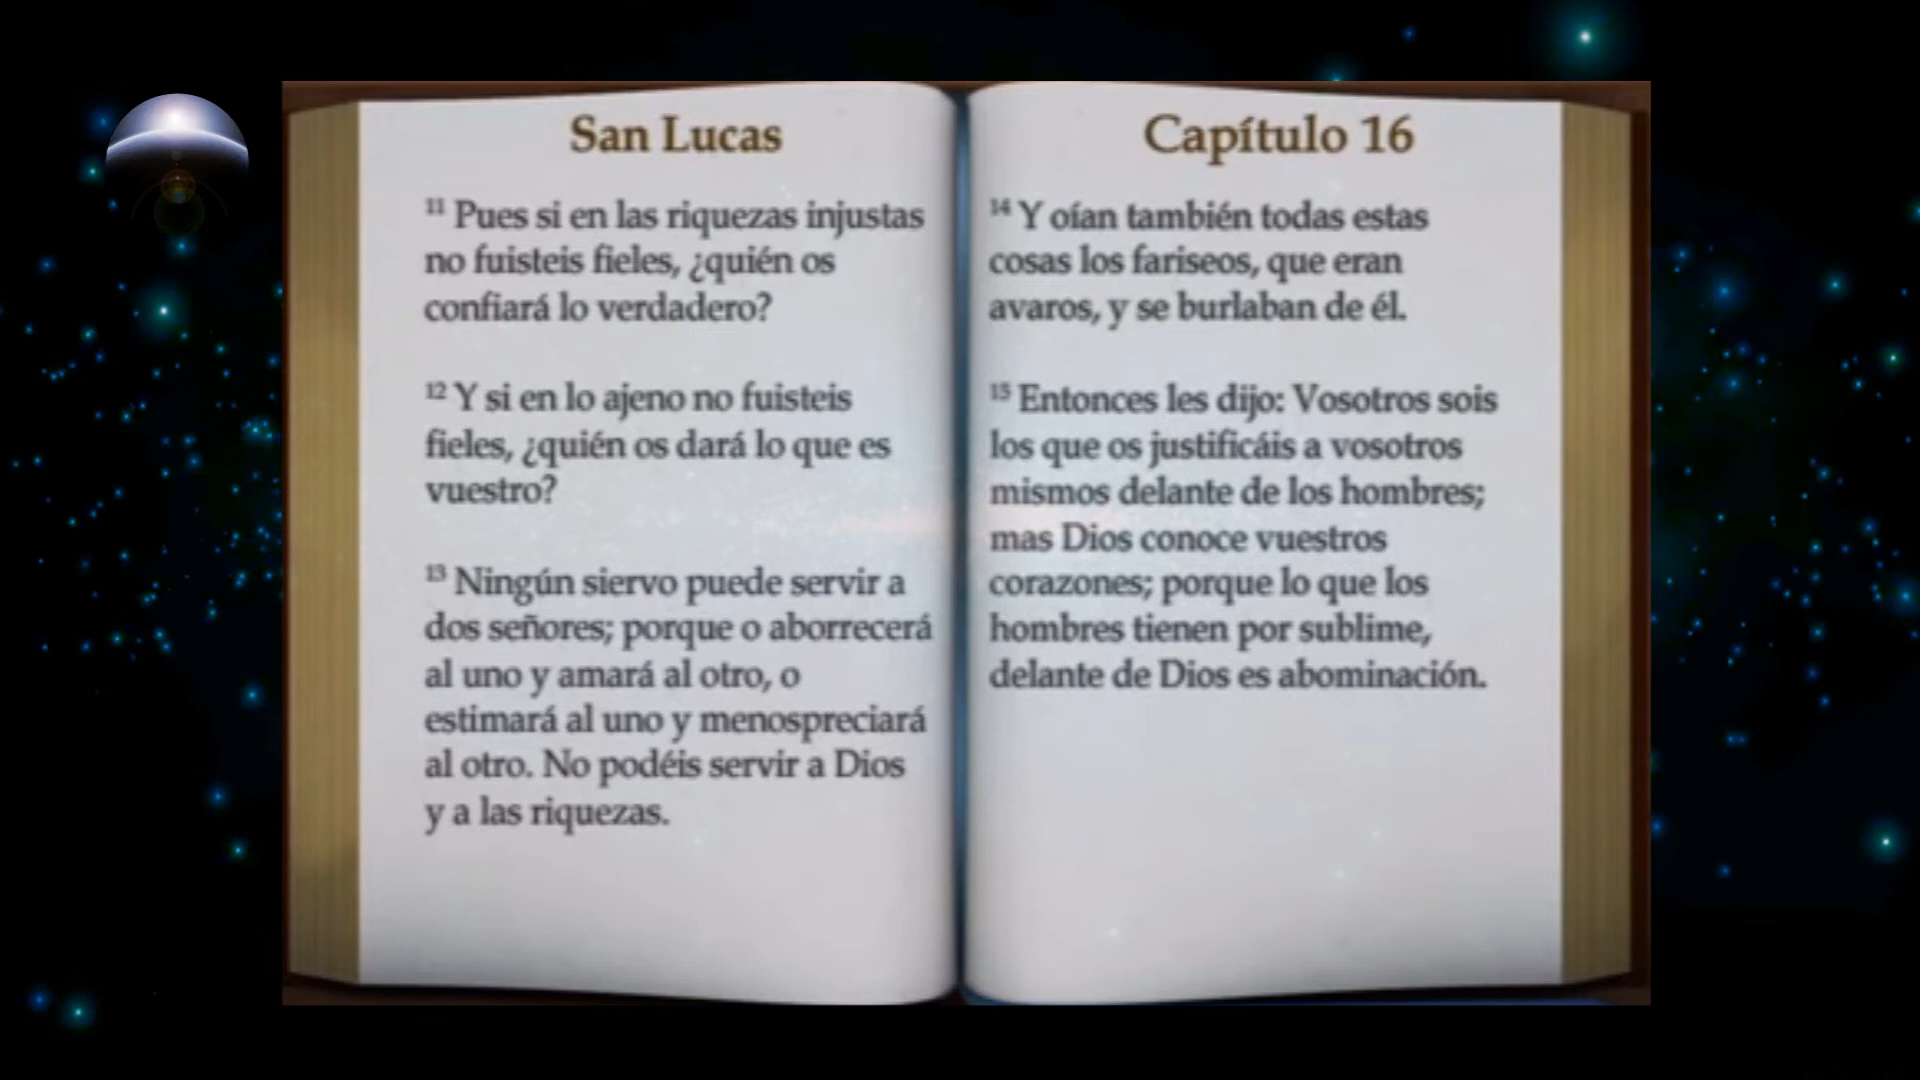 San Lucas
11 Pues si en las riquezas injustas
no fuisteis fieles, ¿quién os
confiará lo verdadero?
12 Y si en lo ajeno no fuisteis
fieles, ¿quién os dará lo que es
vuestro?
13 Ningún siervo puede servir a
dos señores; porque o aborrecerá
al uno y amará al otro, o
estimará al uno y menospreciará
al otro. No podéis servir a Dios
y a las riquezas.
Capítulo 16
14 Y oían también todas estas
cosas los fariseos, que eran
avaros, y se burlaban de él.
15 Entonces les dijo: Vosotros sois
los que os justificáis a vosotros
mismos delante de los hombres;
mas Dios conoce vuestros
corazones; porque lo que los
hombres tienen por sublime,
delante de Dios es abominación.